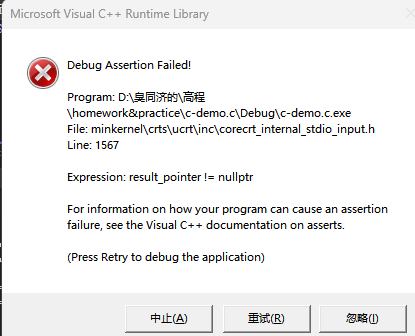 Microsoft Visual C++ Runtime Library
Debug Assertion Failed!
Program: D:\臭同济的\高程
\homework&practice\c-demo.c\Debug\c-demo.exe
File: minkernel\crts\ucrt\inc\corecrt_internal_stdio_input.h
Line: 1567
Expression: result_pointer != nullptr
For information on how your program can cause an assertion
failure, see the Visual C++ documentation on asserts.
(Press Retry to debug the application)
中止(A)
重试(R)
忽略(I)